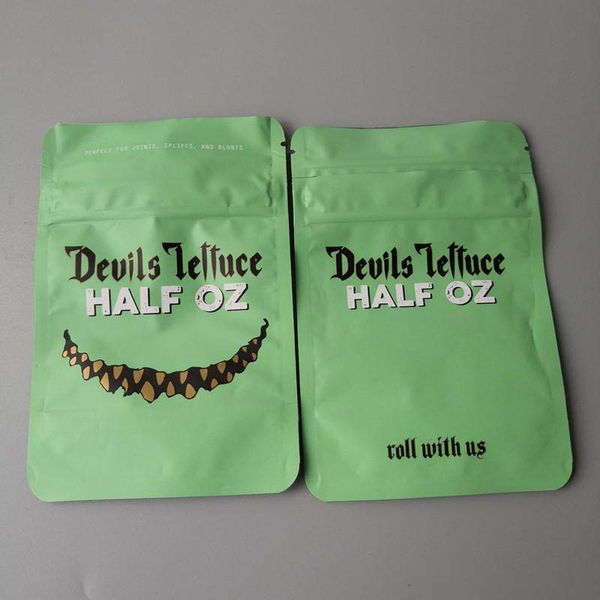 PERFECT FOR JOINTS, SPLIFFS, AND BLUNTS
Devils Lettuce
HALF OZ
Devils Lettuce
HALF OZ
roll with us